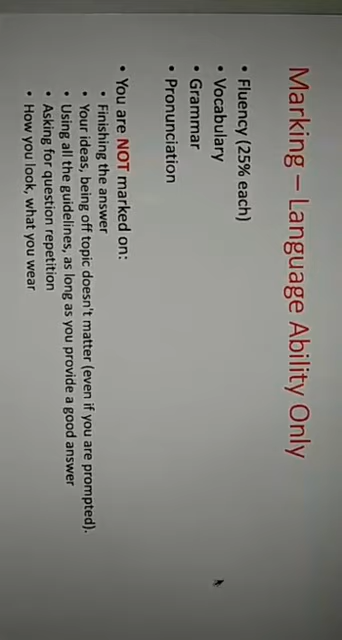 Marking – Language Ability Only
• Fluency (25% each)
• Vocabulary
• Grammar
• Pronunciation
• You are NOT marked on:
• Finishing the answer
• Your ideas, being off topic doesn't matter (even if you are prompted).
• Using all the guidelines, as long as you provide a good answer
• Asking for question repetition
• How you look, what you wear